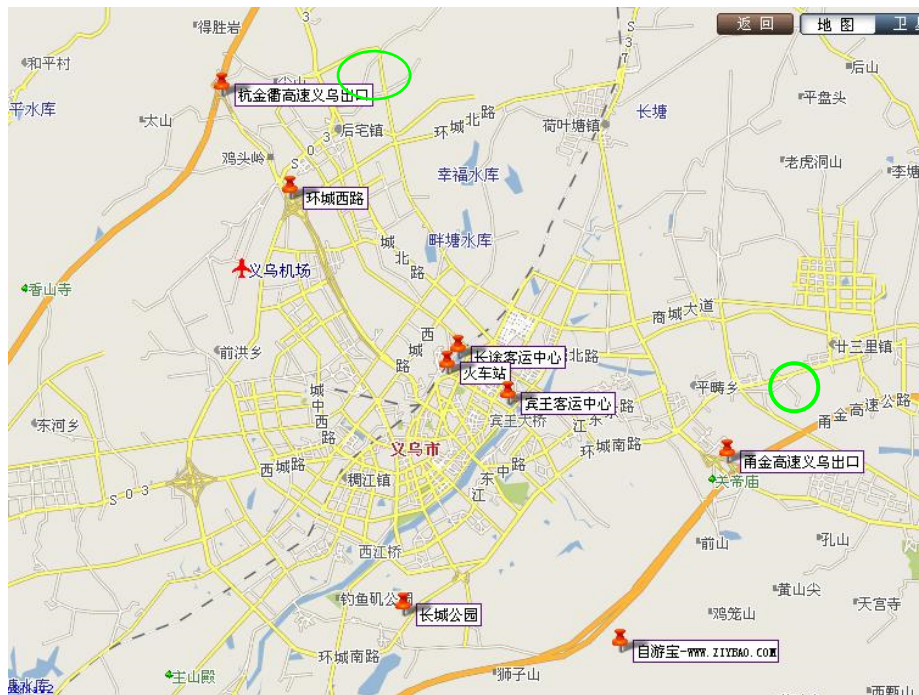 得胜岩
S
37
返回
地图
卫
和平村
尖山
后山
杭金衢高速义乌出口
平盘头
平水库
太山
后宅镇
环城北路
荷叶塘镇
长塘
S03
鸡头岭
老虎洞山
李塘
幸福水库
环城西路
城北路
畔塘水库
义乌机场
香山寺
商城大道
西城路
前洪乡
长途客运中心
北路
廿三里镇
火车站
平畴乡
城中西路
宾王客运中心
路
甬金高速公路
东河乡
宾王大桥
江东中路
环城南路
义乌市
西城路
甬金高速义乌出口
稠江镇
关帝庙
S03
前山
孔山
西江桥
黄山尖
钓鱼矶公
长城公园
鸡笼山
天宫寺
自游宝-WWW.ZIYBAO.COM
环城南路
狮子山
主山殿
塘水库
西甄山